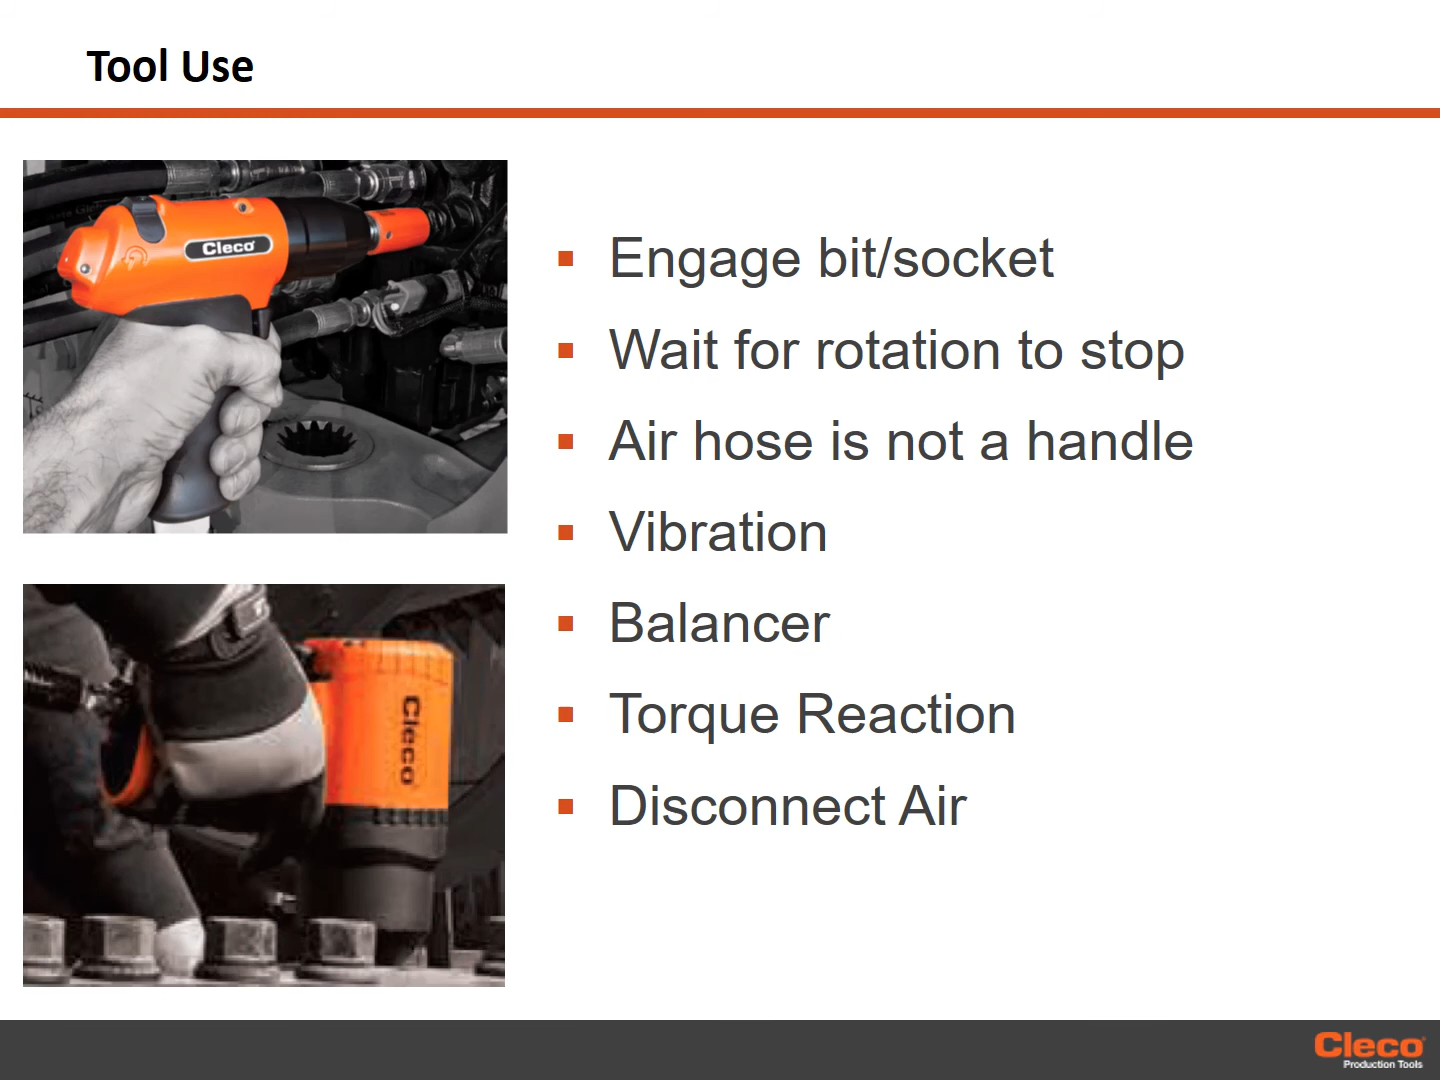 Tool Use
Cleco
Engage bit/socket
Wait for rotation to stop
Air hose is not a handle
Vibration
Balancer
Torque Reaction
Disconnect Air
Cleco
Cleco
Production Tools